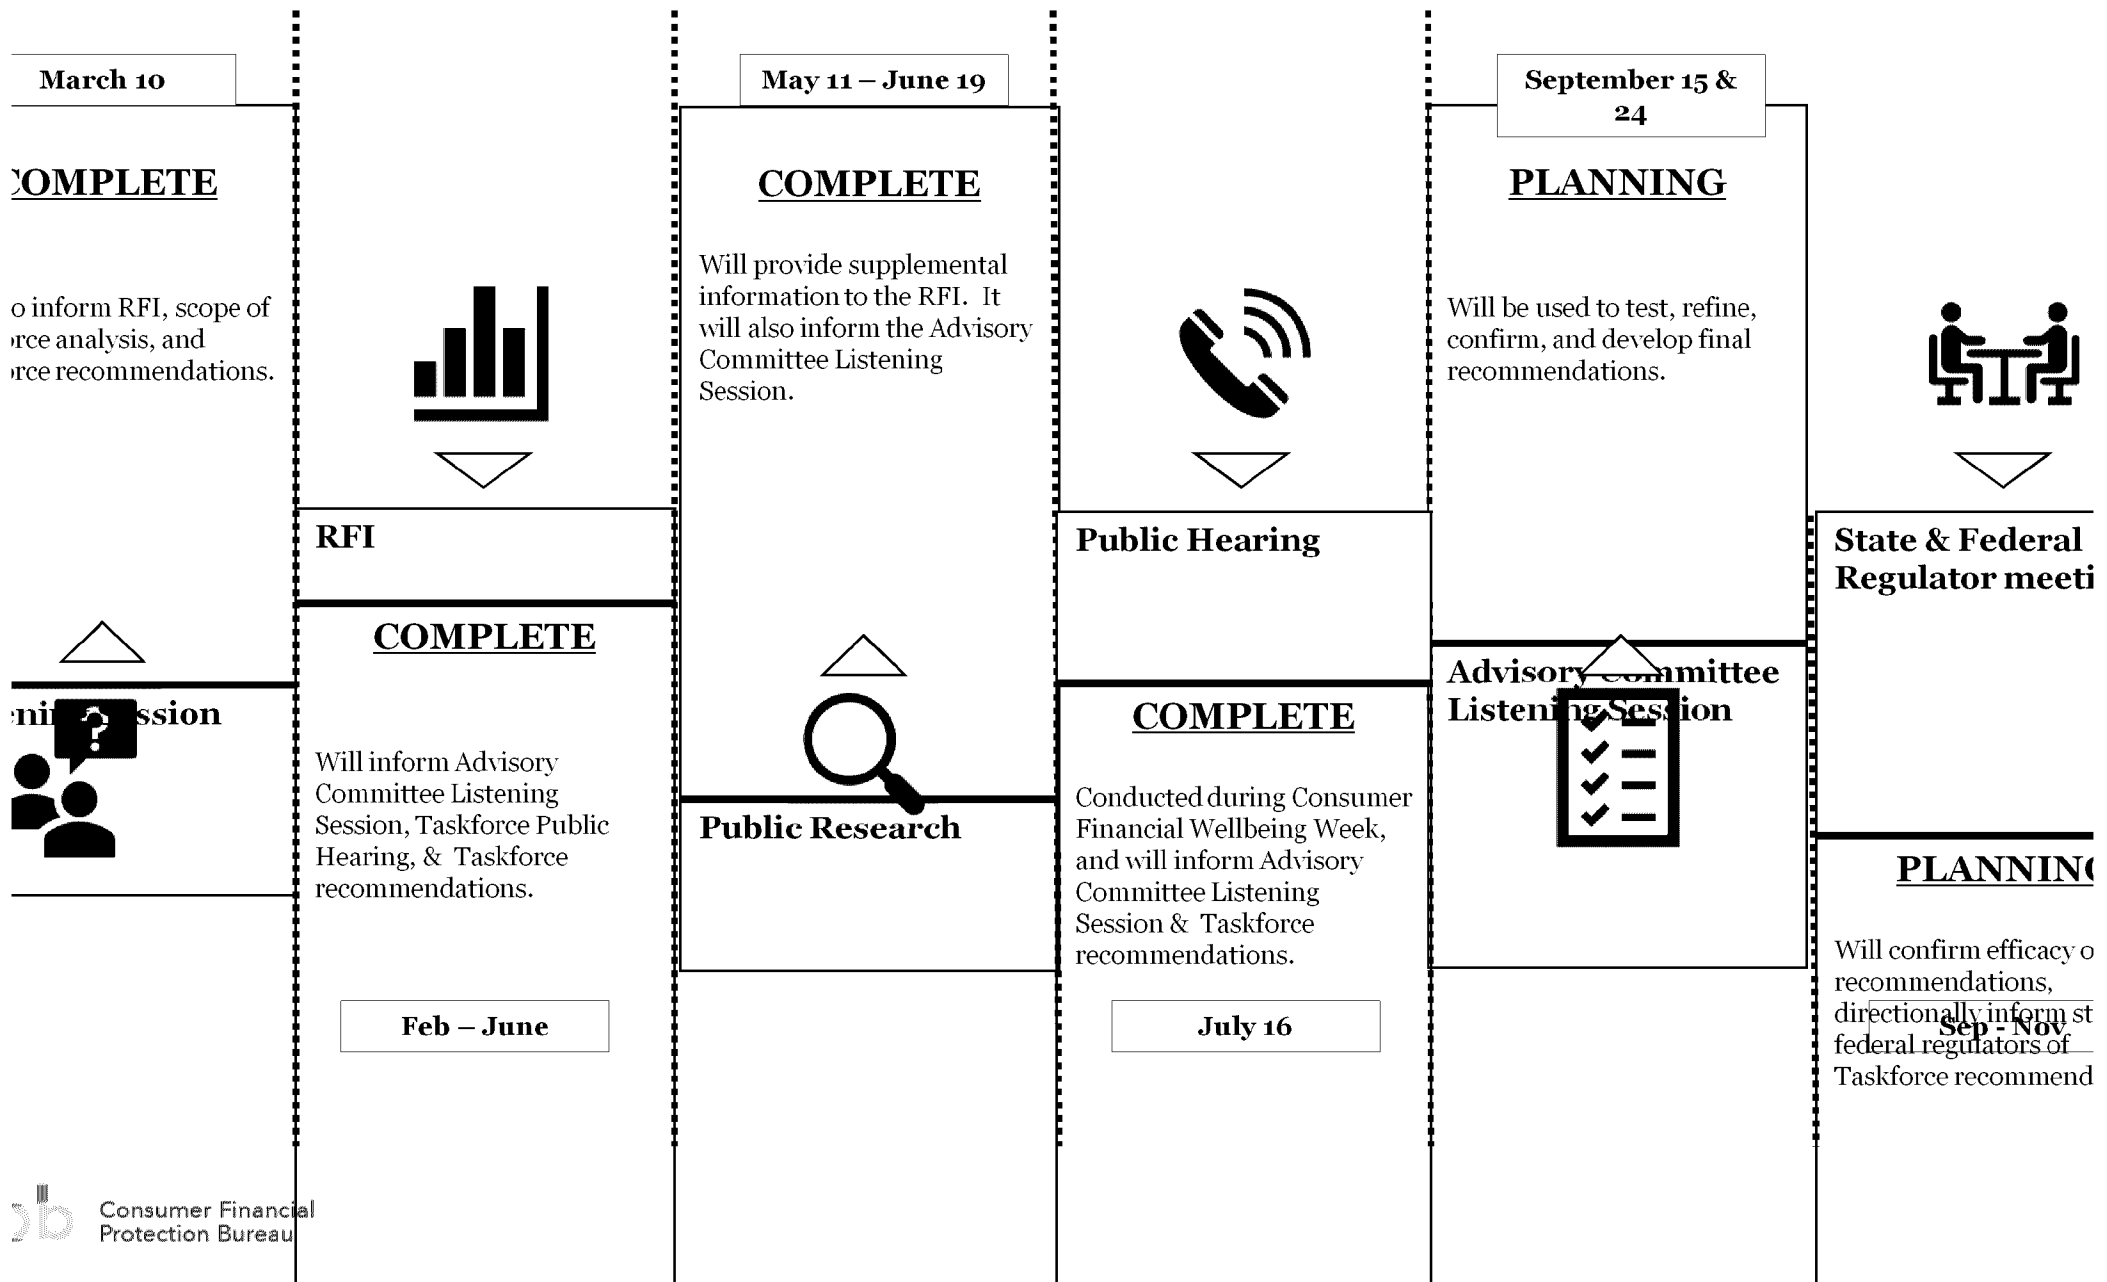 March 10
COMPLETE
o inform RFI, scope of
rce analysis, and
rce recommendations.
ssion
RFI
COMPLETE
Will inform Advisory
Committee Listening
Session, Taskforce Public
Hearing, & Taskforce
recommendations.
Feb – June
May 11 – June 19
COMPLETE
Will provide supplemental
information to the RFI. It
will also inform the Advisory
Committee Listening
Session.
Public Research
Public Hearing
COMPLETE
Conducted during Consumer
Financial Wellbeing Week,
and will inform Advisory
Committee Listening
Session & Taskforce
recommendations.
July 16
September 15 &
24
PLANNING
Will be used to test, refine,
confirm, and develop final
recommendations.
Advisory Committee
Listening Session
State & Federal
Regulator meeti
PLANNING
Will confirm efficacy o
recommendations,
directionally inform st
federal regulators of
Taskforce recommend
Sep - Nov
Consumer Financial
Protection Bureau